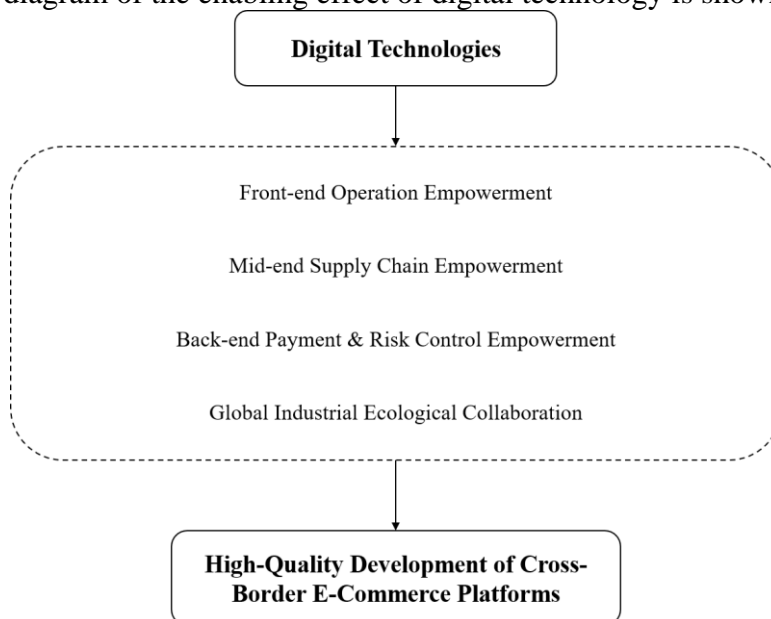 diagram of the enabling effect of digital technology is shown
Digital Technologies
Front-end Operation Empowerment
Mid-end Supply Chain Empowerment
Back-end Payment & Risk Control Empowerment
Global Industrial Ecological Collaboration
High-Quality Development of Cross-
Border E-Commerce Platforms